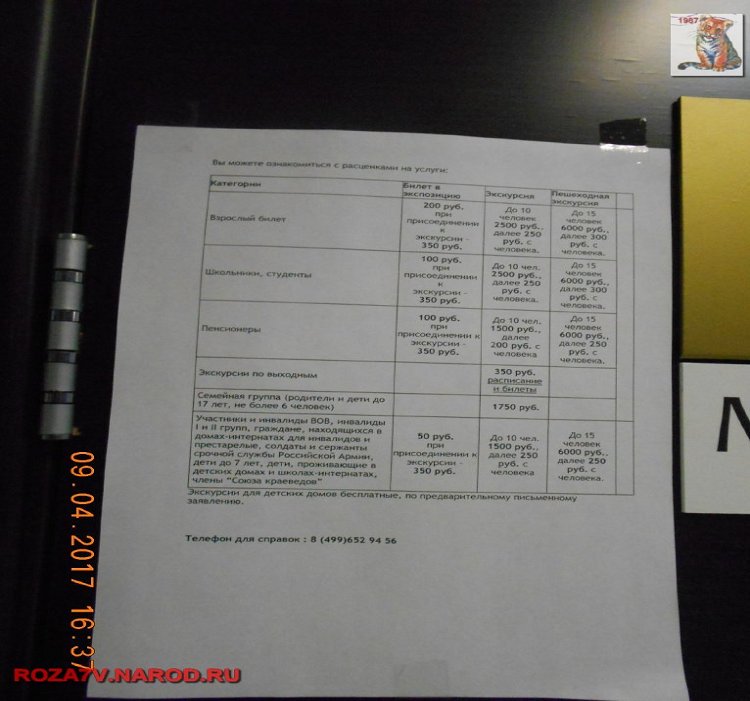 1987
Вы можете ознакомиться с расценками на услуги:
Категории
Билет в
экспозицию
Экскурсия
Пешеходная
экскурсия
Взрослый билет
200 руб.
при
присоединении
к
экскурсии -
350 руб.
До 10
человек
2500 руб.,
далее 250
руб. с
человека.
До 15
человек
6000 руб.,
далее 300
руб. с
человека.
Школьники, студенты
100 руб.
при
присоединении
к
экскурсии -
350 руб.
До 10 чел.
2500 руб.,
далее 250
руб. с
человека.
До 15
человек
6000 руб.,
далее 300
руб. с
человека.
Пенсионеры
100 руб.
при
присоединении к
экскурсии -
350 руб.
До 10 чел.
1500 руб.,
далее
200 руб. с
человека
До 15
человек
6000 руб.,
далее 250
руб. с
человека.
Экскурсии по выходным
350 руб.
расписание
и билеты
Семейная группа (родители и дети до
17 лет, не более 6 человек)
1750 руб.
Участники и инвалиды ВОВ, инвалиды
I и II групп, граждане, находящихся в
домах-интернатах для инвалидов и
престарелые, солдаты и сержанты
срочной службы Российской Армии,
дети до 7 лет, дети, проживающие в
детских домах и школах-интернатах,
члены "Союза краеведов"
50 руб.
при
присоединении к
экскурсии -
350 руб.
До 10 чел.
1500 руб.,
далее 250
руб. с
человека
До 15
человек
6000 руб.,
далее 250
руб. с
человека.
Экскурсии для детских домов бесплатные, по предварительному письменному
заявлению.
Телефон для справок : 8 (499)652 94 56
09.04.2017 16:37
ROZA7V.NAROD.RU